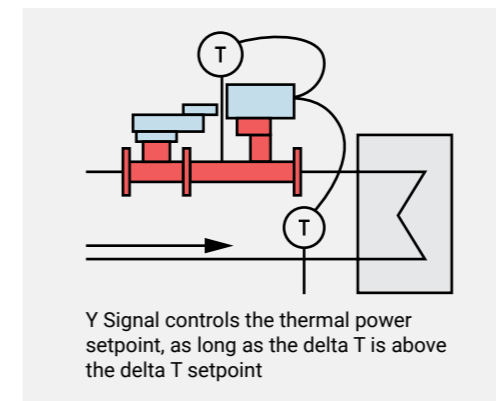 T
T
Y Signal controls the thermal power
setpoint, as long as the delta T is above
the delta T setpoint